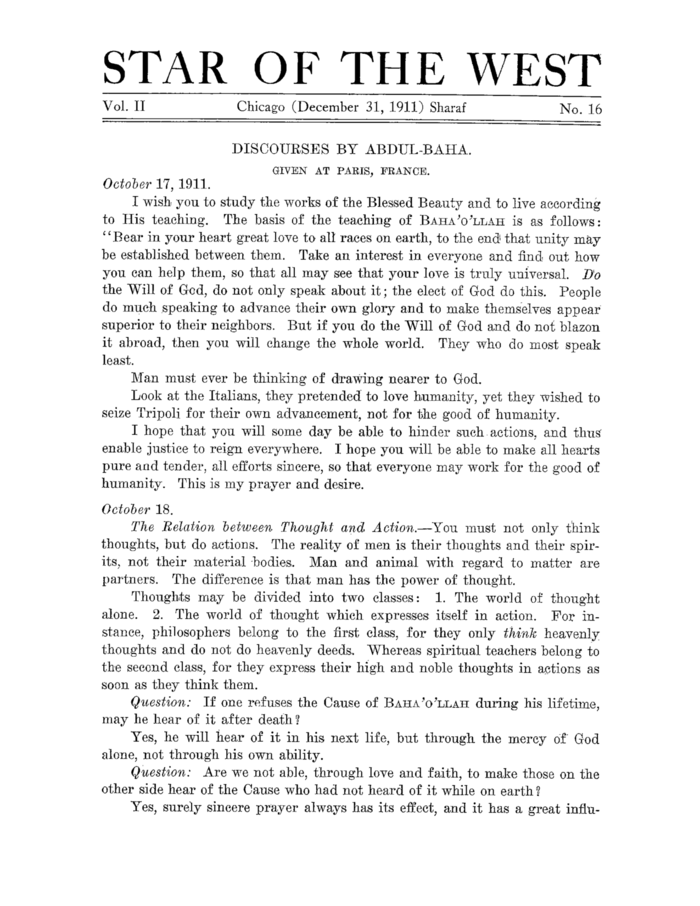 STAR OF THE WEST
Vol. II Chicago (December 31, 1911) Sharaf No. 16
DISCOURSES BY ABDUL-BAHA.
GIVEN AT PARIS, FRANCE.
October 17, 1911.
I wish you to study the works of the Blessed Beauty and to live according
to His teaching. The basis of the teaching of BAHA'O'LLAH is as follows:
"Bear in your heart great love to all races on earth, to the end that unity may
be established between them. Take an interest in everyone and find out how
you can help them, so that all may see that your love is truly universal. Do
the Will of God, do not only speak about it; the elect of God do this. People
do much speaking to advance their own glory and to make themselves appear
superior to their neighbors. But if you do the Will of God and do not blazon
it abroad, then you will change the whole world. They who do most speak
least.
Man must ever be thinking of drawing nearer to God.
Look at the Italians, they pretended to love humanity, yet they wished to
seize Tripoli for their own advancement, not for the good of humanity.
I hope that you will some day be able to hinder such actions, and thus
enable justice to reign everywhere. I hope you will be able to make all hearts
pure and tender, all efforts sincere, so that everyone may work for the good of
humanity. This is my prayer and desire.
October 18.
The Relation between Thought and Action.—You must not only think
thoughts, but do actions. The reality of men is their thoughts and their spir-
its, not their material bodies. Man and animal with regard to matter are
partners. The difference is that man has the power of thought.
Thoughts may be divided into two classes: 1. The world of thought
alone. 2. The world of thought which expresses itself in action. For in-
stance, philosophers belong to the first class, for they only think heavenly
thoughts and do not do heavenly deeds. Whereas spiritual teachers belong to
the second class, for they express their high and noble thoughts in actions as
soon as they think them.
Question: If one refuses the Cause of BAHA'O'LLAH during his lifetime,
may he hear of it after death?
Yes, he will hear of it in his next life, but through the mercy of God
alone, not through his own ability.
Question: Are we not able, through love and faith, to make those on the
other side hear of the Cause who had not heard of it while on earth?
Yes, surely sincere prayer always has its effect, and it has a great influ-